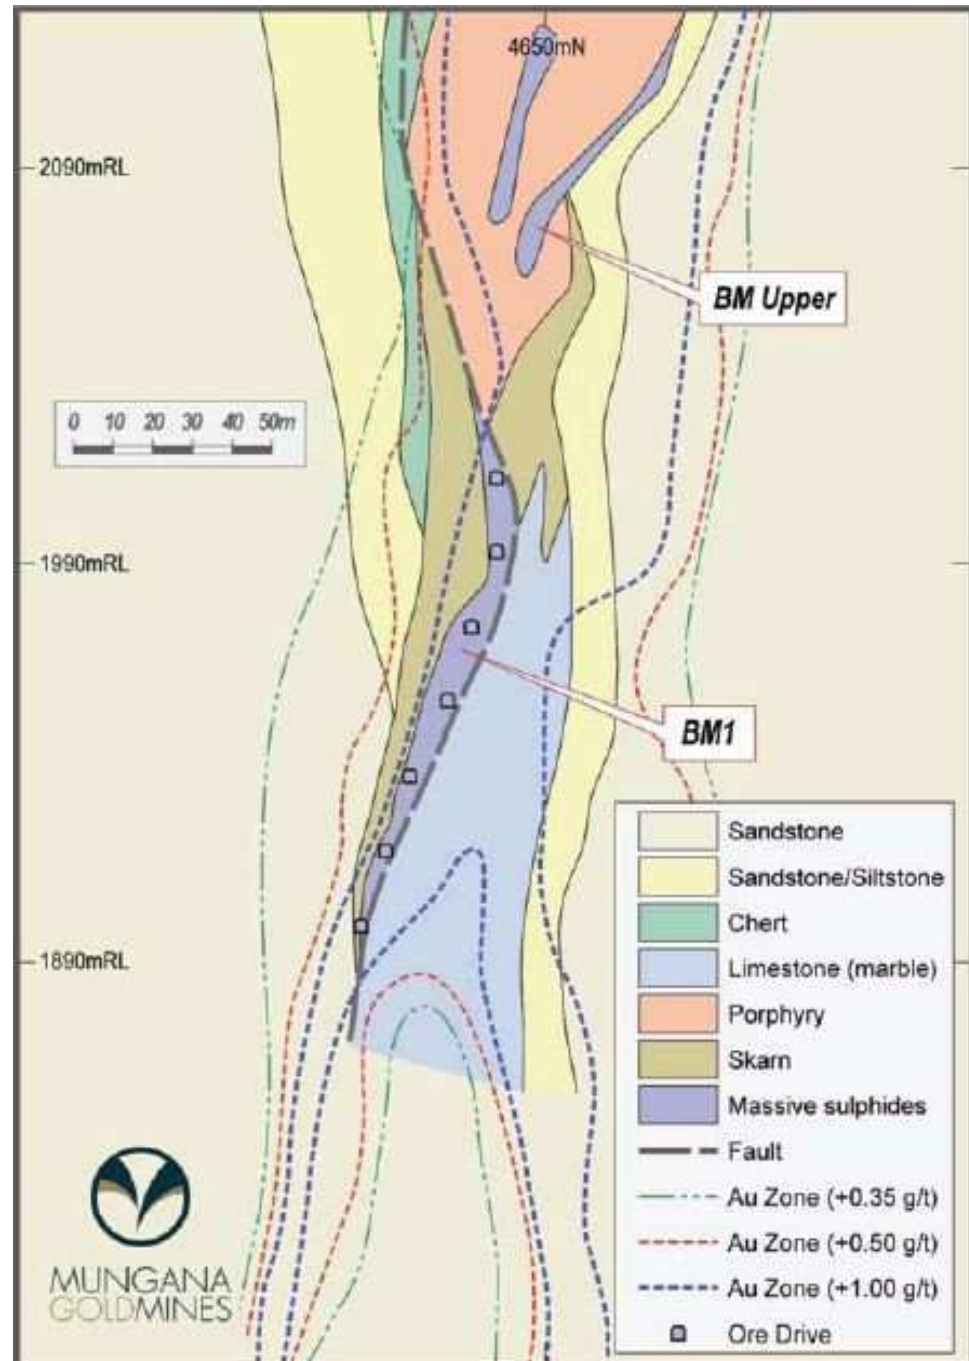 4650mN
2090mRL
BM Upper
0 10 20 30 40 50m
1990mRL
BM1
1890mRL
Sandstone
Sandstone/Siltstone
Chert
Limestone (marble)
Porphyry
Skarn
Massive sulphides
Fault
Au Zone (+0.35 g/t)
Au Zone (+0.50 g/t)
Au Zone (+1.00 g/t)
Ore Drive
MUNGANA
GOLDMINES